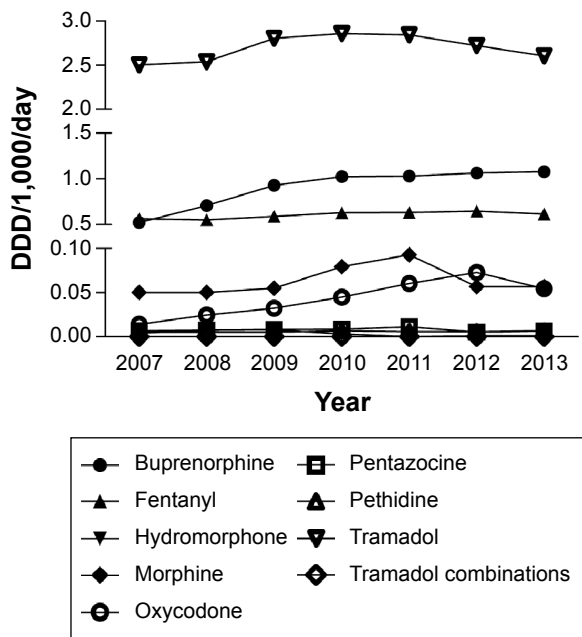 3.0
2.5
2.0
1.5
1.0
0.5
0.10
0.05
0.00
DDD/1,000/day
2007 2008 2009 2010 2011 2012 2013
Year
Buprenorphine Pentazocine
Fentanyl Pethidine
Hydromorphone Tramadol
Morphine Tramadol combinations
Oxycodone